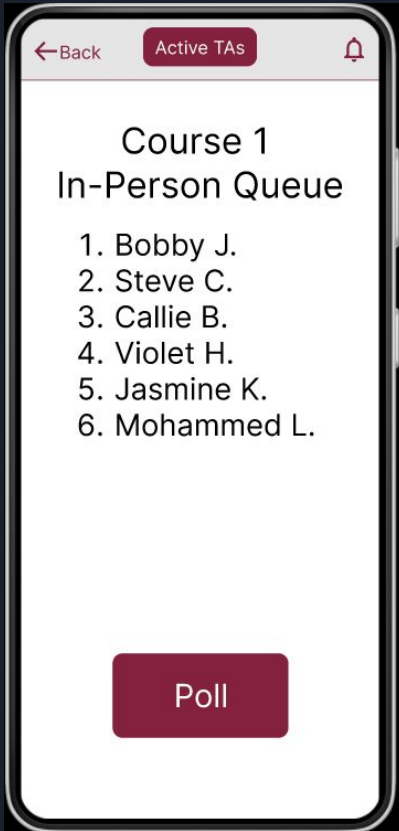 Back Active TAs
Course 1
In-Person Queue
1. Bobby J.
2. Steve C.
3. Callie B.
4. Violet H.
5. Jasmine K.
6. Mohammed L.
Poll